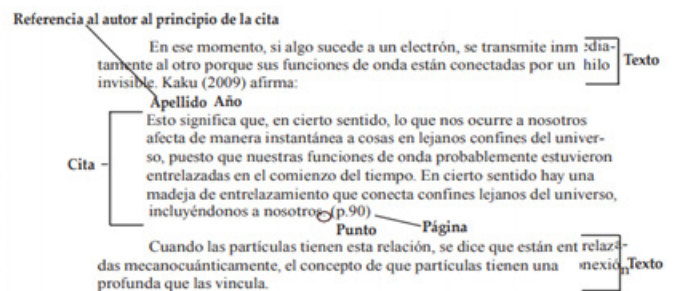 Referencia al autor al principio de la cita
En ese momento, si algo sucede a un electrón, se transmite inm edia-
tamente al otro porque sus funciones de onda están conectadas por un hilo
Texto
invisible. Kaku (2009) afirma:
Apellido Año
Esto significa que, en cierto sentido, lo que nos ocurre a nosotros
afecta de manera instantánea a cosas en lejanos confines del univer-
so, puesto que nuestras funciones de onda probablemente estuvieron
Cita
entrelazadas en el comienzo del tiempo. En cierto sentido hay una
madeja de entrelazamiento que conecta confines lejanos del universo,
incluyéndonos a nosotros. (p.90)
Página
Punto
Cuando las partículas tienen esta relación, se dice que están ent relaza-
das mecanocuánticamente, el concepto de que partículas tienen una onexión
Texto
profunda que las vincula.